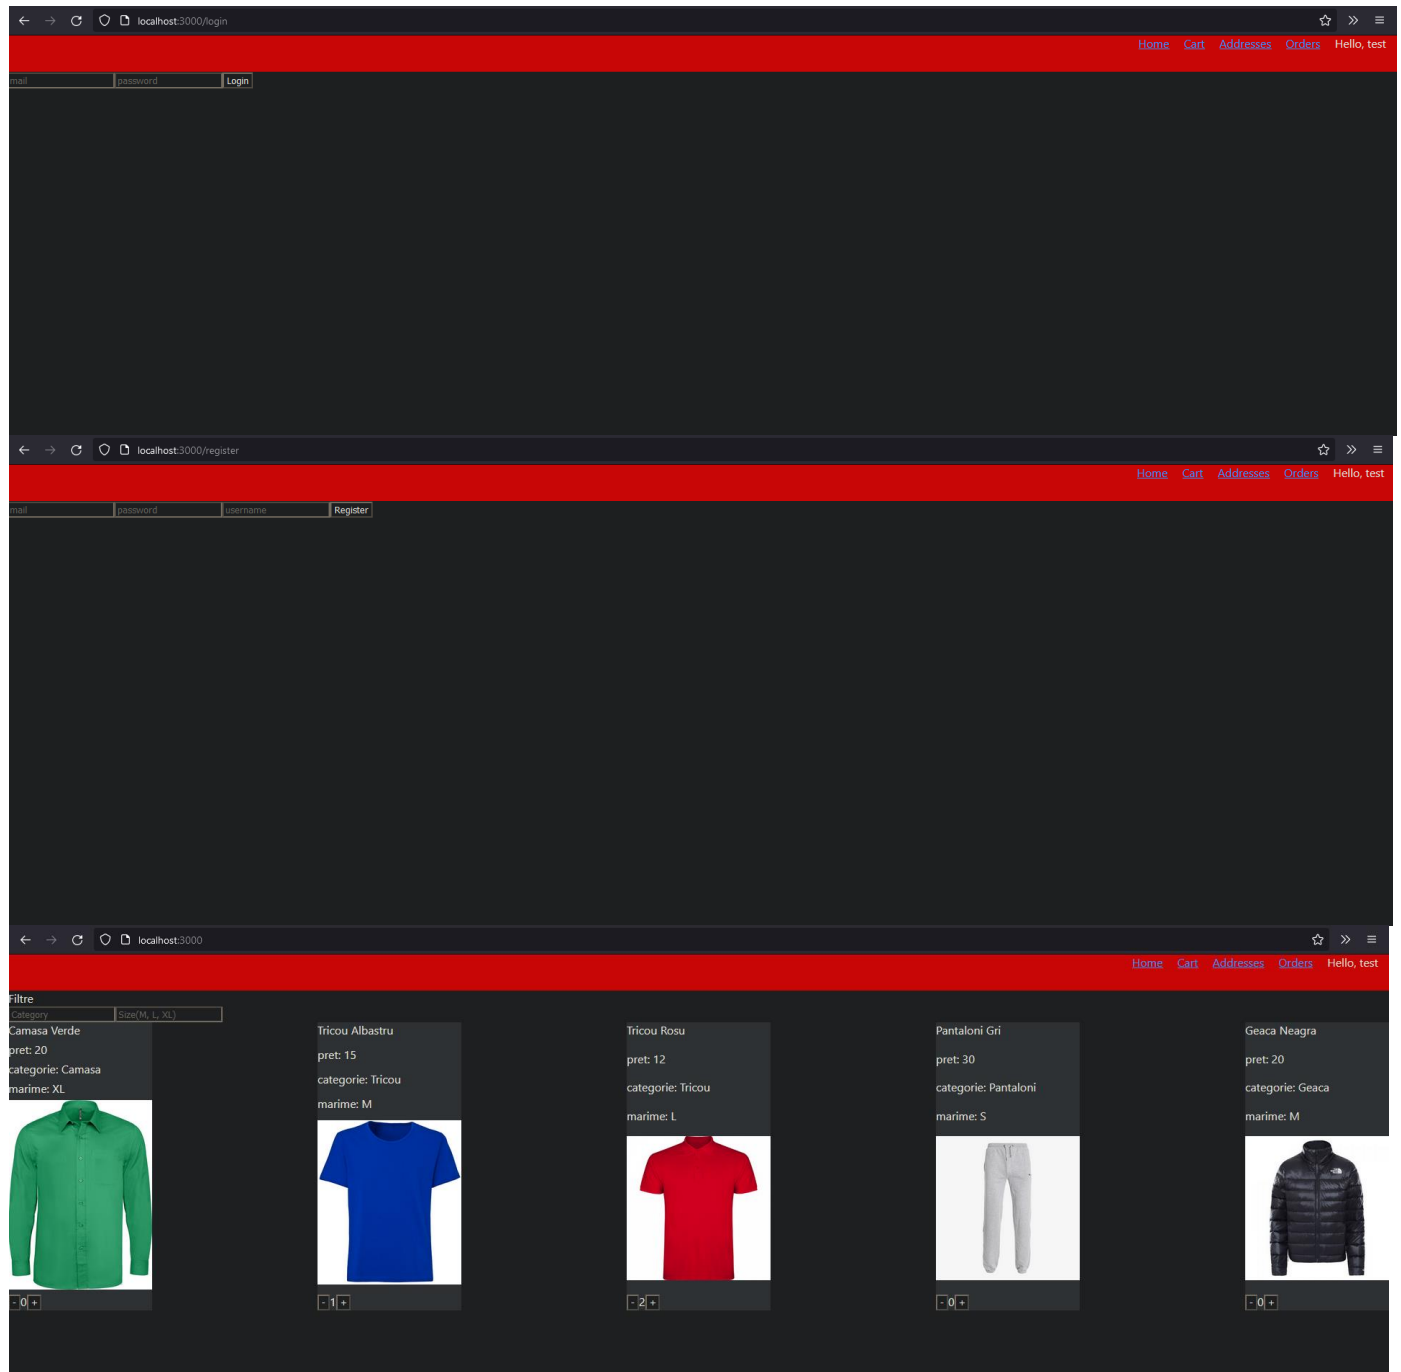 localhost:3000/login
Home Cart Addresses Orders Hello, test
mail password Login
localhost:3000/register
Home Cart Addresses Orders Hello, test
mail password username Register
localhost:3000
Home Cart Addresses Orders Hello, test
Filtre
Category Size(M, L, XL)
Camasa Verde
pret: 20
categorie: Camasa
marime: XL
- 0 +
Tricou Albastru
pret: 15
categorie: Tricou
marime: M
- 1 +
Tricou Rosu
pret: 12
categorie: Tricou
marime: L
- 2 +
Pantaloni Gri
pret: 30
categorie: Pantaloni
marime: S
- 0 +
Geaca Neagra
pret: 20
categorie: Geaca
marime: M
- 0 +